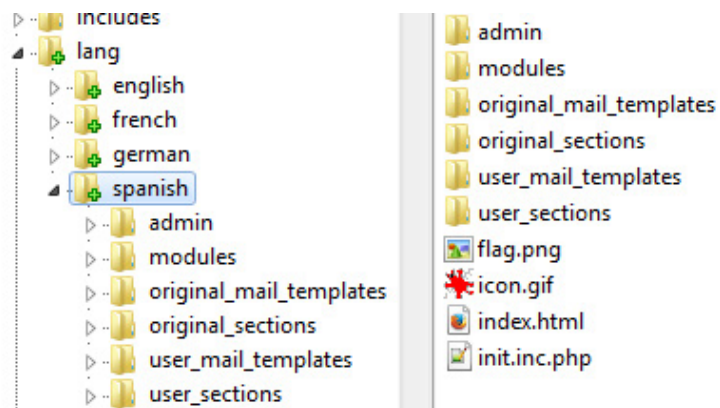 includes
lang
english
french
german
spanish
admin
modules
original_mail_templates
original_sections
user_mail_templates
user_sections
admin
modules
original_mail_templates
original_sections
user_mail_templates
user_sections
flag.png
icon.gif
index.html
init.inc.php